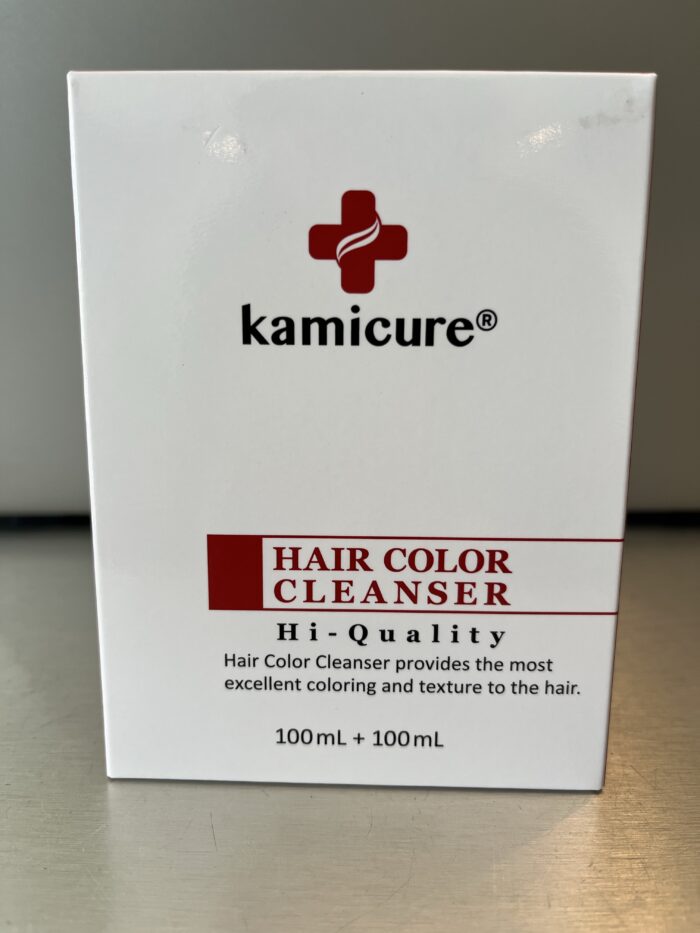 kamicure®
HAIR COLOR
CLEANSER
Hi-Quality
Hair Color Cleanser provides the most
excellent coloring and texture to the hair.
100mL + 100mL